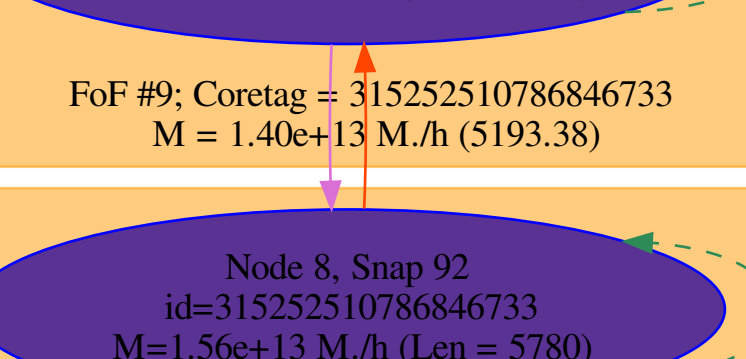 FoF #9; Coretag = 315252510786846733
M = 1.40e+13 M./h (5193.38)
Node 8, Snap 92
id=315252510786846733
M=1.56e+13 M./h (Len = 5780)